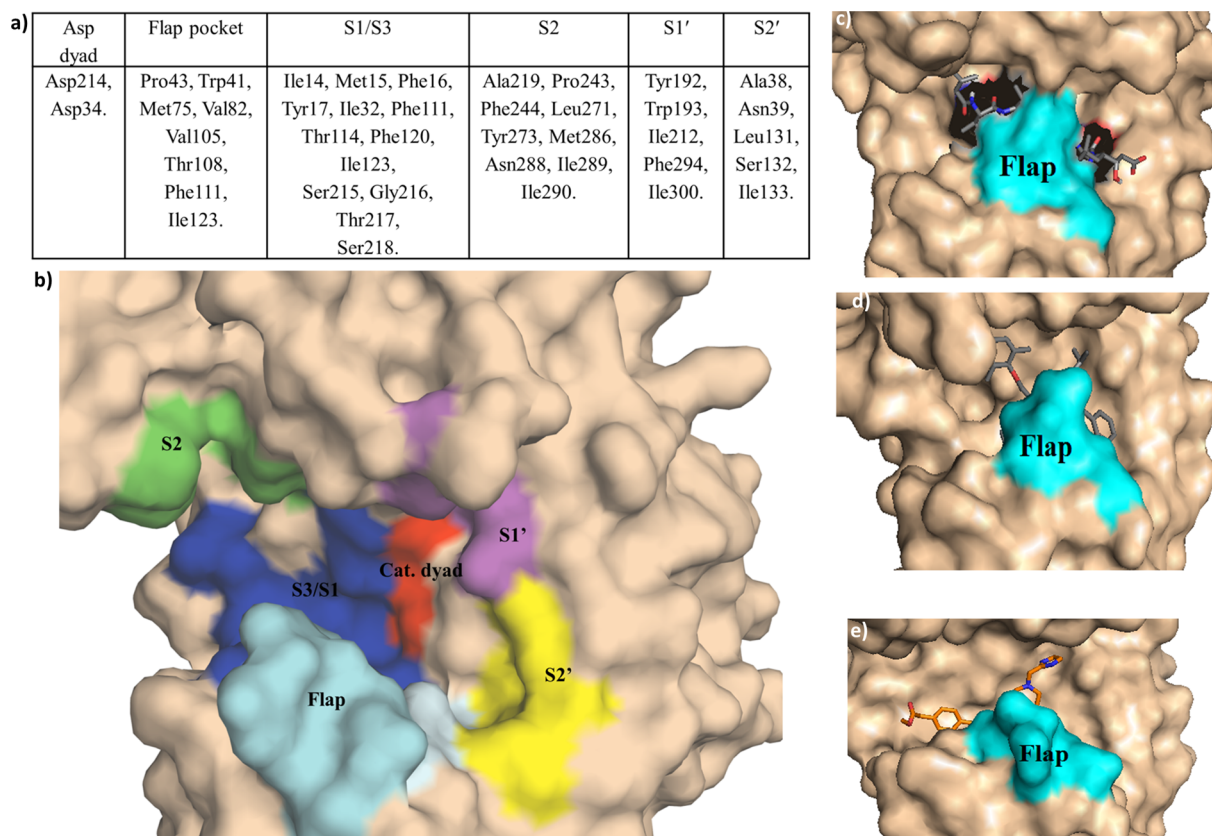 a)
Asp dyad
Flap pocket
S1/S3
S2
S1′
S2′
Asp214,
Asp34.
Pro43, Trp41,
Met75, Val82,
Val105,
Thr108,
Phe111,
Ile123.
Ile14, Met15, Phe16,
Tyr17, Ile32, Phe111,
Thr114, Phe120,
Ile123,
Ser215, Gly216,
Thr217,
Ser218.
Ala219, Pro243,
Phe244, Leu271,
Tyr273, Met286,
Asn288, Ile289,
Ile290.
Tyr192,
Trp193,
Ile212,
Phe294,
Ile300.
Ala38,
Asn39,
Leu131,
Ser132,
Ile133.
b)
S2
S1’
Cat. dyad
S3/S1
S2’
Flap
c)
Flap
d)
Flap
e)
Flap